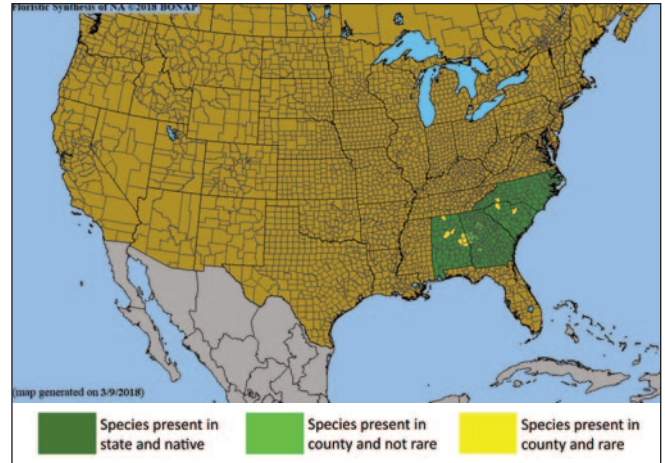 Floristic Synthesis of NA ©2018 BONAP
(map generated on 3/9/2018)
Species present in
state and native
Species present in
county and not rare
Species present in
county and rare